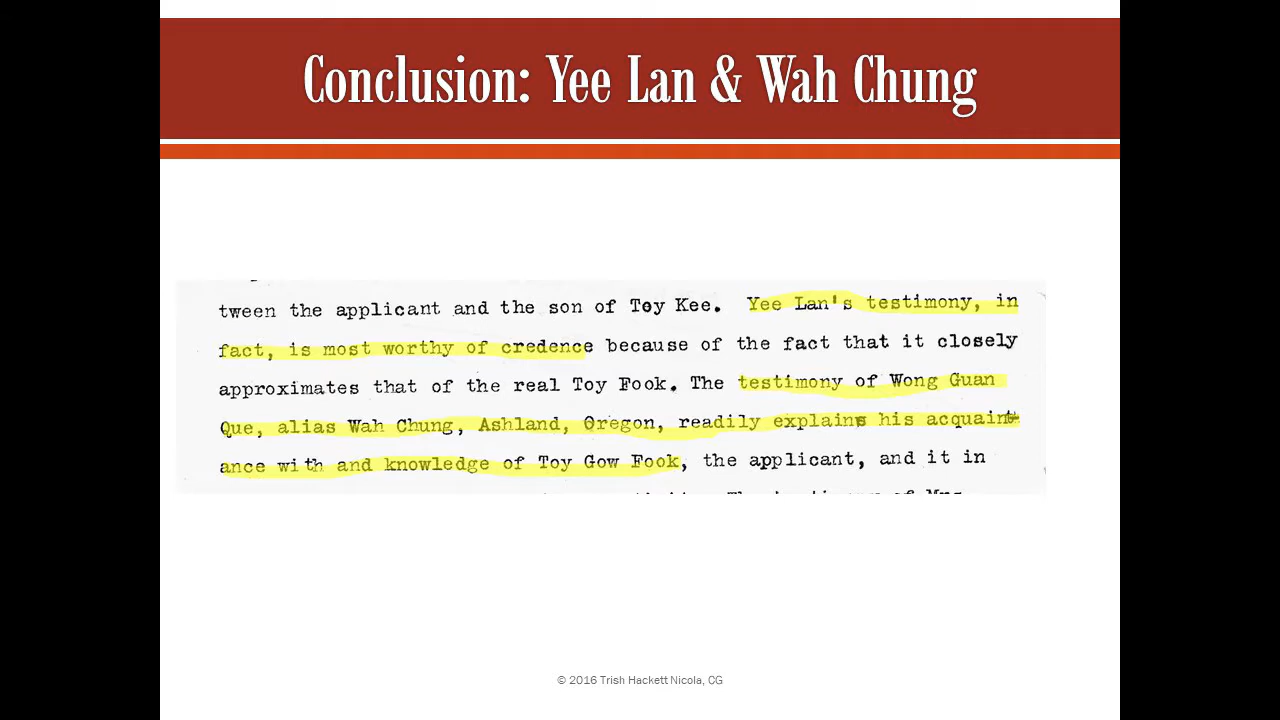 Conclusion: Yee Lan & Wah Chung
tween the applicant and the son of Toy Kee. Yee Lan's testimony, in
fact, is most worthy of credence because of the fact that it closely
approximates that of the real Toy Fook. The testimony of Wong Guan
Que, alias Wah Chung, Ashland, Oregon, readily explains his acquaint-
ance with and knowledge of Toy Gow Fook, the applicant, and it in
© 2016 Trish Hackett Nicola, CG